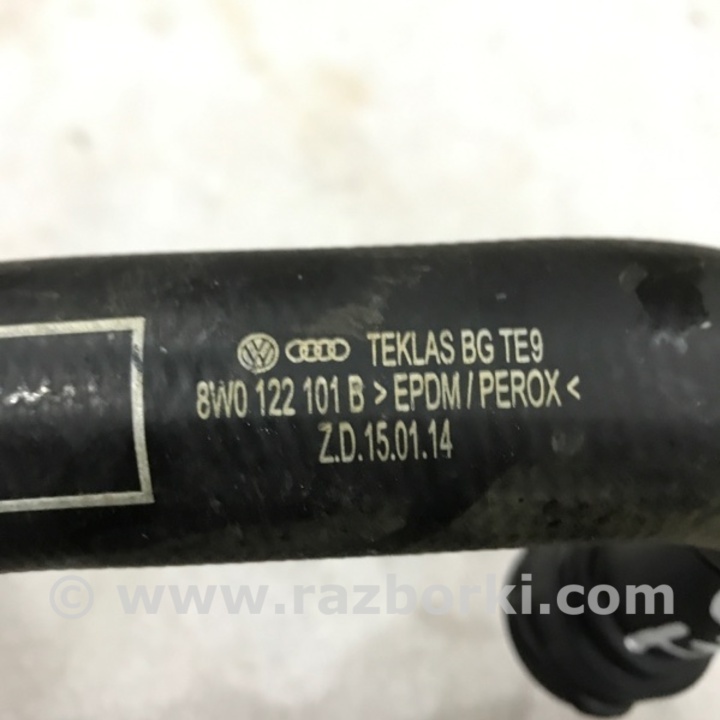 TEKLAS BG TE9
8W0 122 101 B > EPDM / PEROX <
Z.D.15.01.14
© www.razborki.com